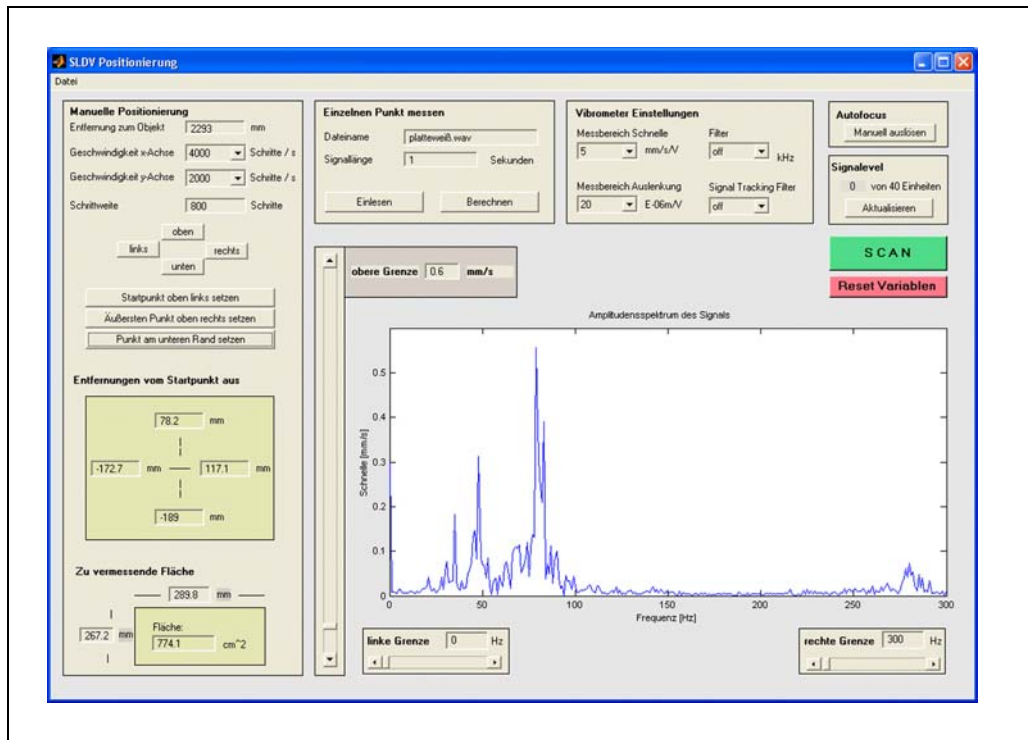 SLDV Positionierung
Datei
Manuelle Positionierung
Entfernung zum Objekt 2293 mm
Geschwindigkeit x-Achse 4000 Schritte / s
Geschwindigkeit y-Achse 2000 Schritte / s
Schrittweite 800 Schritte
oben
links rechts
unten
Startpunkt oben links setzen
Äußersten Punkt oben rechts setzen
Punkt am unteren Rand setzen
Entfernungen vom Startpunkt aus
78.2 mm
-172.7 mm 117.1 mm
-189 mm
Zu vermessende Fläche
289.8 mm
267.2 mm
Fläche:
774.1 cm^2
Einzelnen Punkt messen
Dateiname platteweiß.wav
Signallänge 1 Sekunden
Einlesen Berechnen
Vibrometer Einstellungen
Messbereich Schnelle Filter
5 mm/s/V off kHz
Messbereich Auslenkung Signal Tracking Filter
20 E-06m/V off
Autofocus
Manuell auslösen
Signalevel
0 von 40 Einheiten
Aktualisieren
SCAN
Reset Variablen
obere Grenze 0.6 mm/s
Amplitudensspektrum des Signals
Schnelle [mm/s]
0.5
0.4
0.3
0.2
0.1
0
0 50 100 150 200 250 300
Frequenz [Hz]
linke Grenze 0 Hz
rechte Grenze 300 Hz